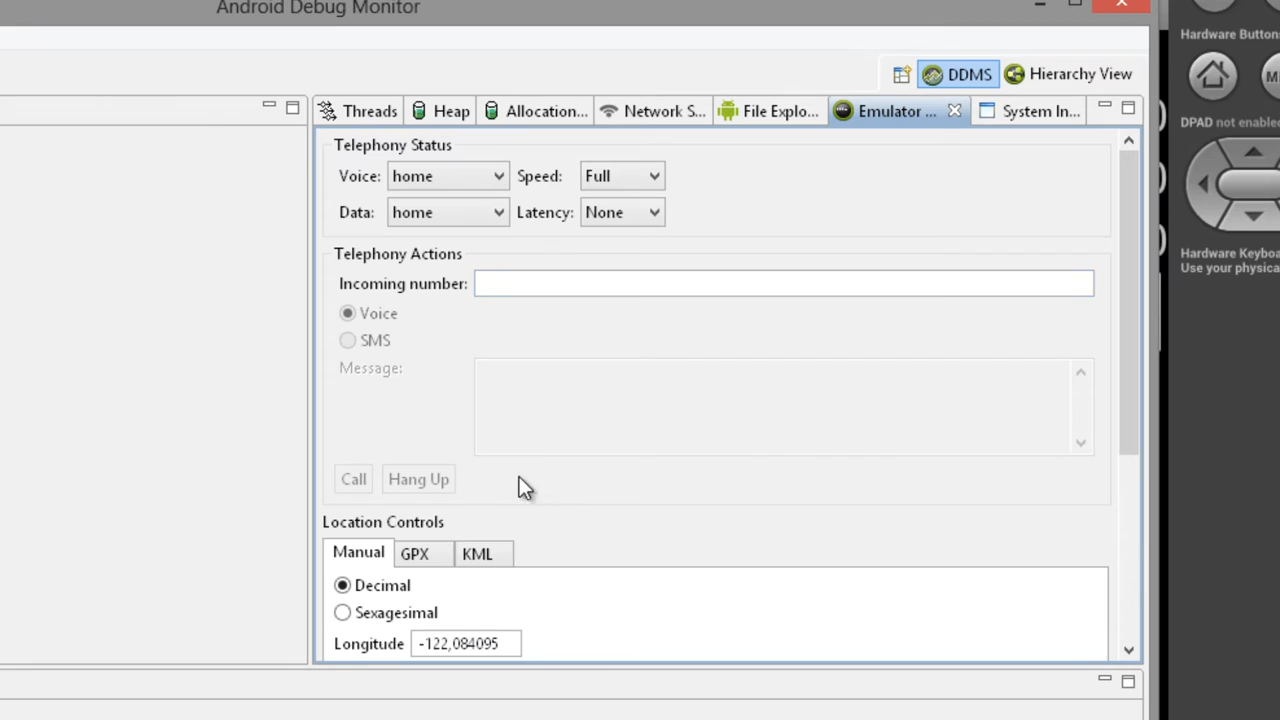 Android Debug Monitor
Hardware Buttons
DDMS Hierarchy View
Threads Heap Allocation... Network S... File Explo... Emulator ... System In...
DPAD not enable
Telephony Status
Voice: home Speed: Full
Data: home Latency: None
Telephony Actions
Incoming number:
Hardware Keyboa
Use your physica
Voice
SMS
Message:
Call Hang Up
Location Controls
Manual GPX KML
Decimal
Sexagesimal
Longitude -122,084095